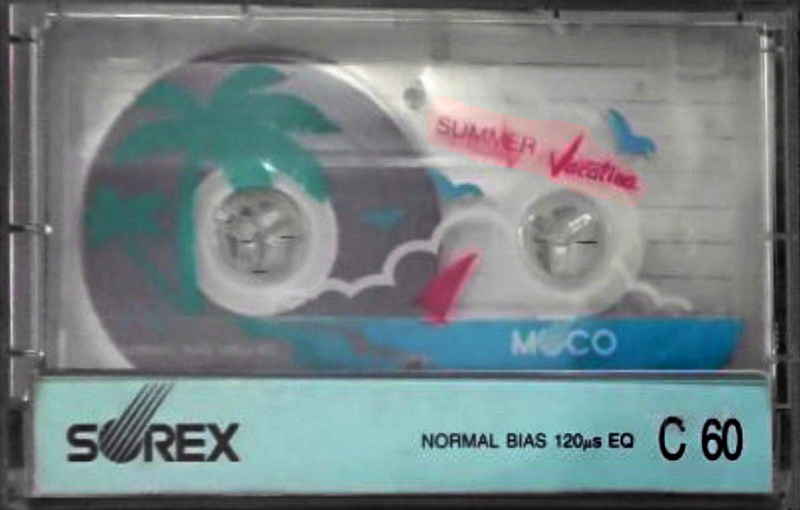 SUMMER
Vacation
MOCO
SOREX
NORMAL BIAS 120µs EQ
C 60